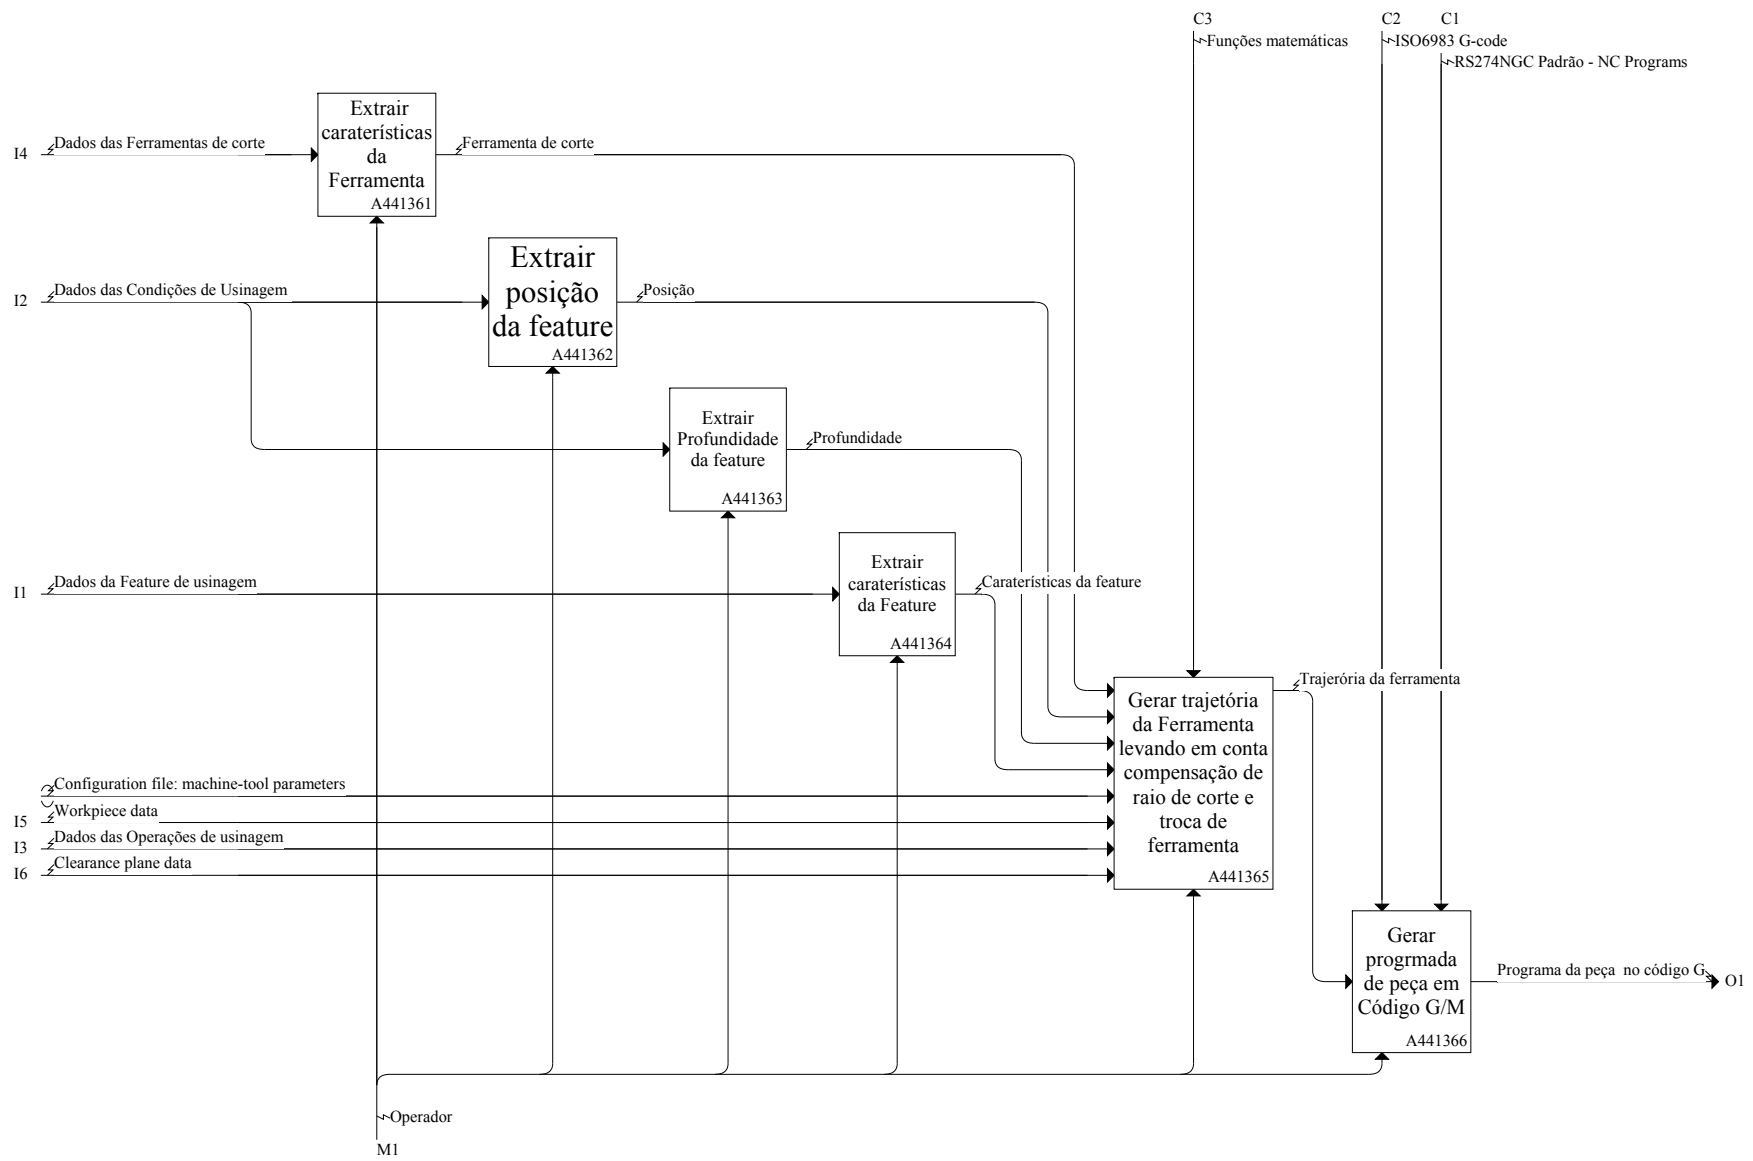 C3
C2
C1
Funções matemáticas
ISO6983 G-code
RS274NGC Padrão - NC Programs
Extrair
caraterísticas
da
Ferramenta
A441361
I4
Dados das Ferramentas de corte
Ferramenta de corte
Extrair
posição
da feature
A441362
I2
Dados das Condições de Usinagem
Posição
Extrair
Profundidade
da feature
A441363
Profundidade
Extrair
caraterísticas
da Feature
A441364
I1
Dados da Feature de usinagem
Caraterísticas da feature
Trajerória da ferramenta
Gerar trajetória
da Ferramenta
levando em conta
compensação de
raio de corte e
troca de
ferramenta
A441365
Configuration file: machine-tool parameters
I5
Workpiece data
I3
Dados das Operações de usinagem
I6
Clearance plane data
Gerar
progrmada
de peça em
Código G/M
A441366
Programa da peça  no código G
O1
Operador
M1